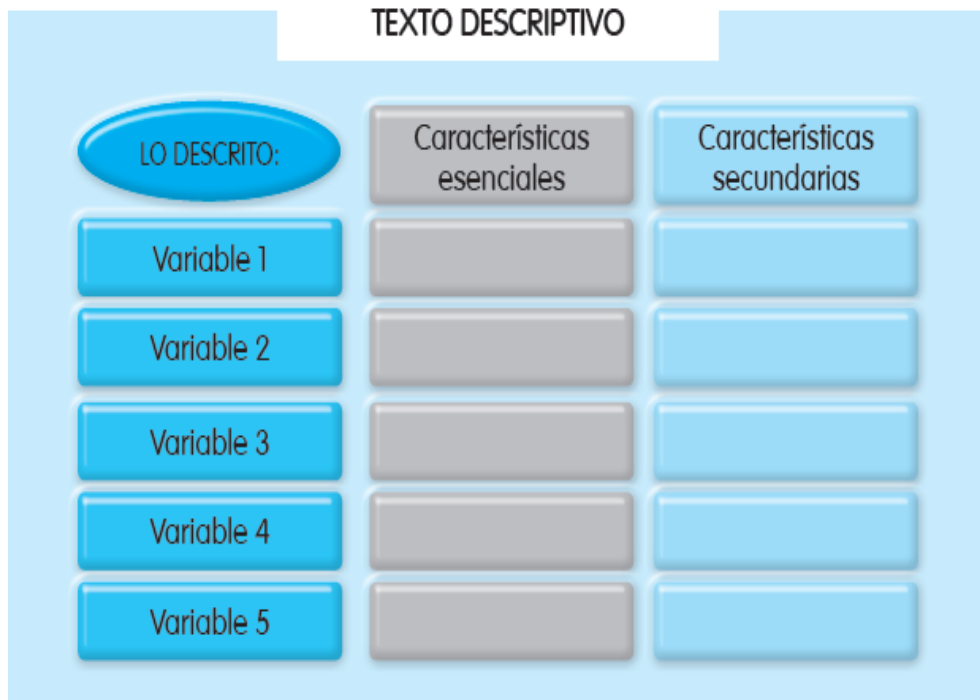 TEXTO DESCRIPTIVO
LO DESCRITO:
Características
esenciales
Características
secundarias
Variable 1
Variable 2
Variable 3
Variable 4
Variable 5